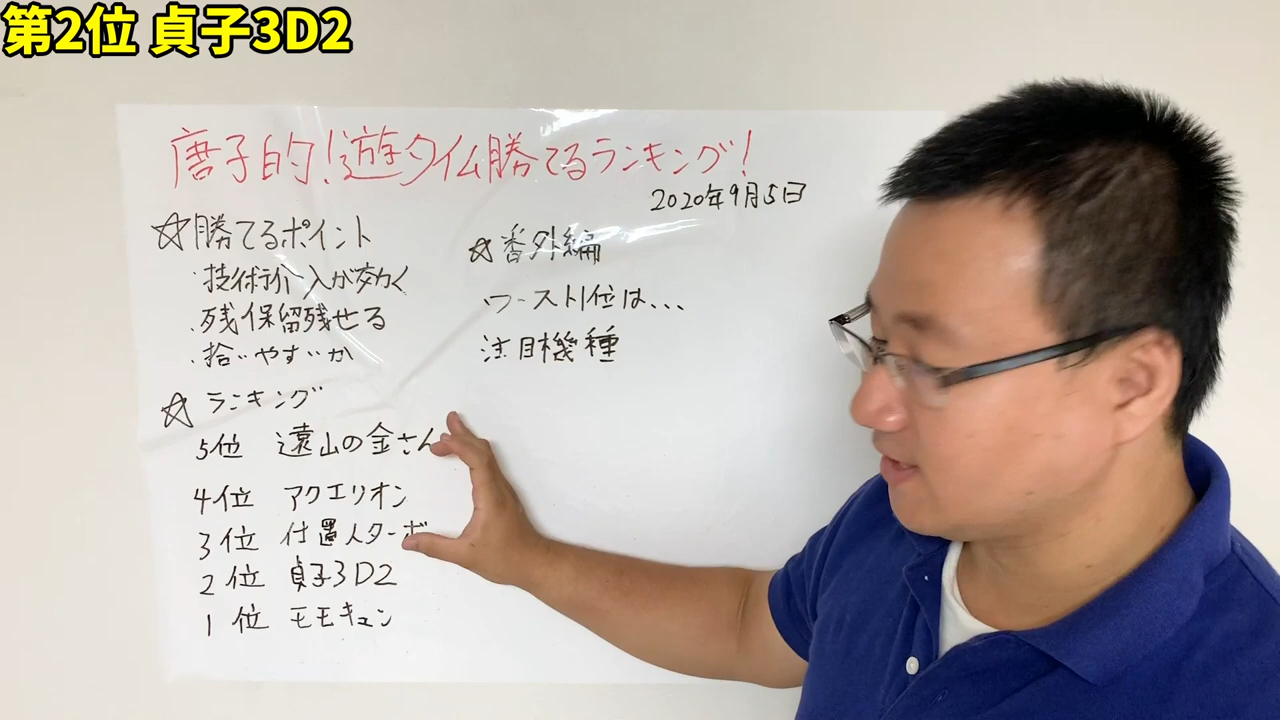 第2位 貞子3D2
唐子的!遊タイム勝てるランキング!
2020年9月5日
☆勝てるポイント
・技術介入が効く
・残保留残せる
・拾いやすいか
☆ランキング
5位 遠山の金さん
4位 アクエリオン
3位 仕置人ターボ
2位 貞子3D2
1位 モモキュン
☆番外編
ワースト1位は...
注目機種